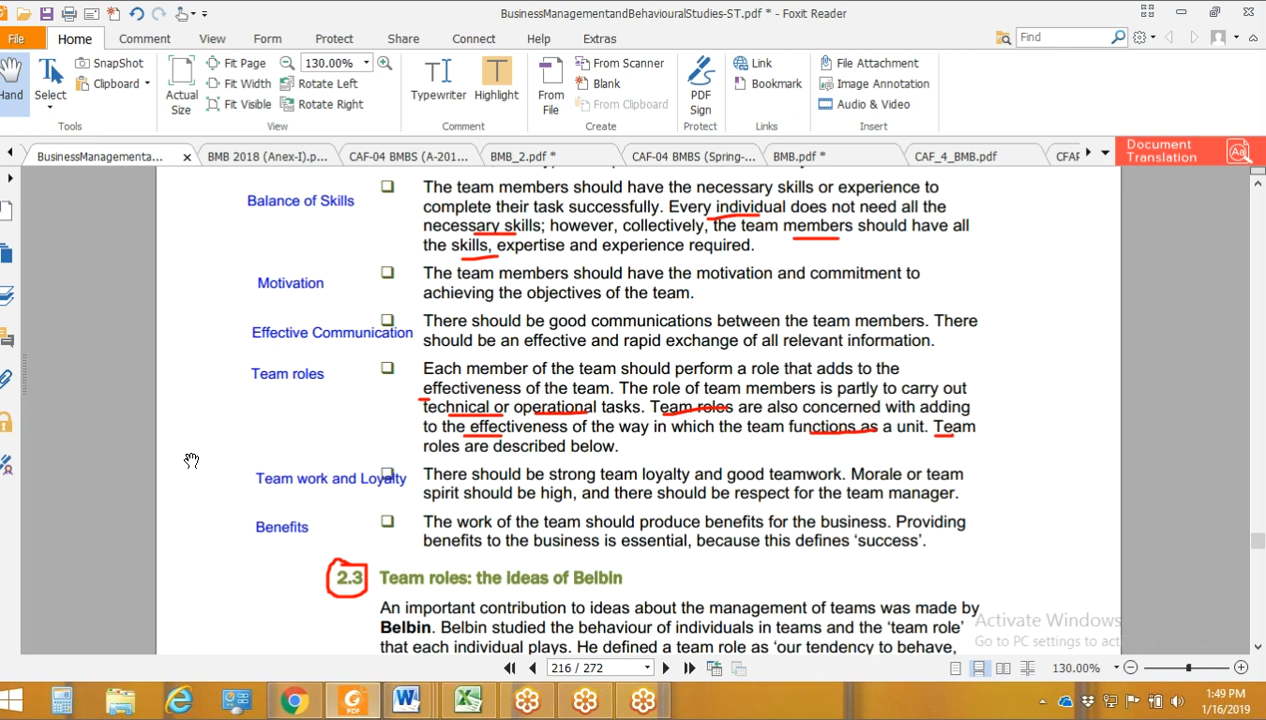 BusinessManagementandBehaviouralStudies-ST.pdf * - Foxit Reader
File Home Comment View Form Protect Share Connect Help Extras
Find
Hand
Select
SnapShot
Clipboard
Actual Size
Fit Page
Fit Width
Fit Visible
130.00%
Rotate Left
Rotate Right
Typewriter
Highlight
From File
From Scanner
Blank
From Clipboard
PDF Sign
Link
Bookmark
File Attachment
Image Annotation
Audio & Video
Tools View Comment Create Protect Links Insert
BusinessManagementa... BMB 2018 (Anex-I).p... CAF-04 BMBS (A-201... BMB_2.pdf * CAF-04 BMBS (Spring-... BMB.pdf * CAF_4_BMB.pdf CFAF
Document Translation
Balance of Skills
The team members should have the necessary skills or experience to
complete their task successfully. Every individual does not need all the
necessary skills; however, collectively, the team members should have all
the skills, expertise and experience required.
Motivation
The team members should have the motivation and commitment to
achieving the objectives of the team.
Effective Communication
There should be good communications between the team members. There
should be an effective and rapid exchange of all relevant information.
Team roles
Each member of the team should perform a role that adds to the
effectiveness of the team. The role of team members is partly to carry out
technical or operational tasks. Team roles are also concerned with adding
to the effectiveness of the way in which the team functions as a unit. Team
roles are described below.
Team work and Loyalty
There should be strong team loyalty and good teamwork. Morale or team
spirit should be high, and there should be respect for the team manager.
Benefits
The work of the team should produce benefits for the business. Providing
benefits to the business is essential, because this defines ‘success’.
2.3 Team roles: the ideas of Belbin
An important contribution to ideas about the management of teams was made by
Belbin. Belbin studied the behaviour of individuals in teams and the ‘team role’
that each individual plays. He defined a team role as ‘our tendency to behave,
Activate Windows
Go to PC settings to
216 / 272
130.00%
1:49 PM
1/16/2019